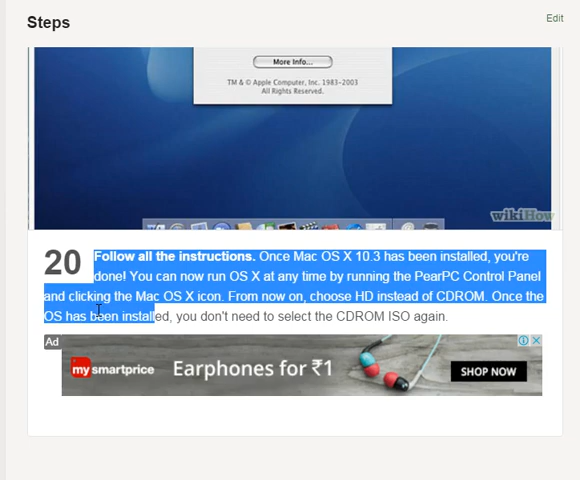 Steps
Edit
More Info...
TM & © Apple Computer, Inc. 1983-2003
All Rights Reserved.
wikiHow
20 Follow all the instructions. Once Mac OS X 10.3 has been installed, you're
done! You can now run OS X at any time by running the PearPC Control Panel
and clicking the Mac OS X icon. From now on, choose HD instead of CDROM. Once the
OS has been installed, you don't need to select the CDROM ISO again.
Ad
mysmartprice Earphones for ₹1 SHOP NOW